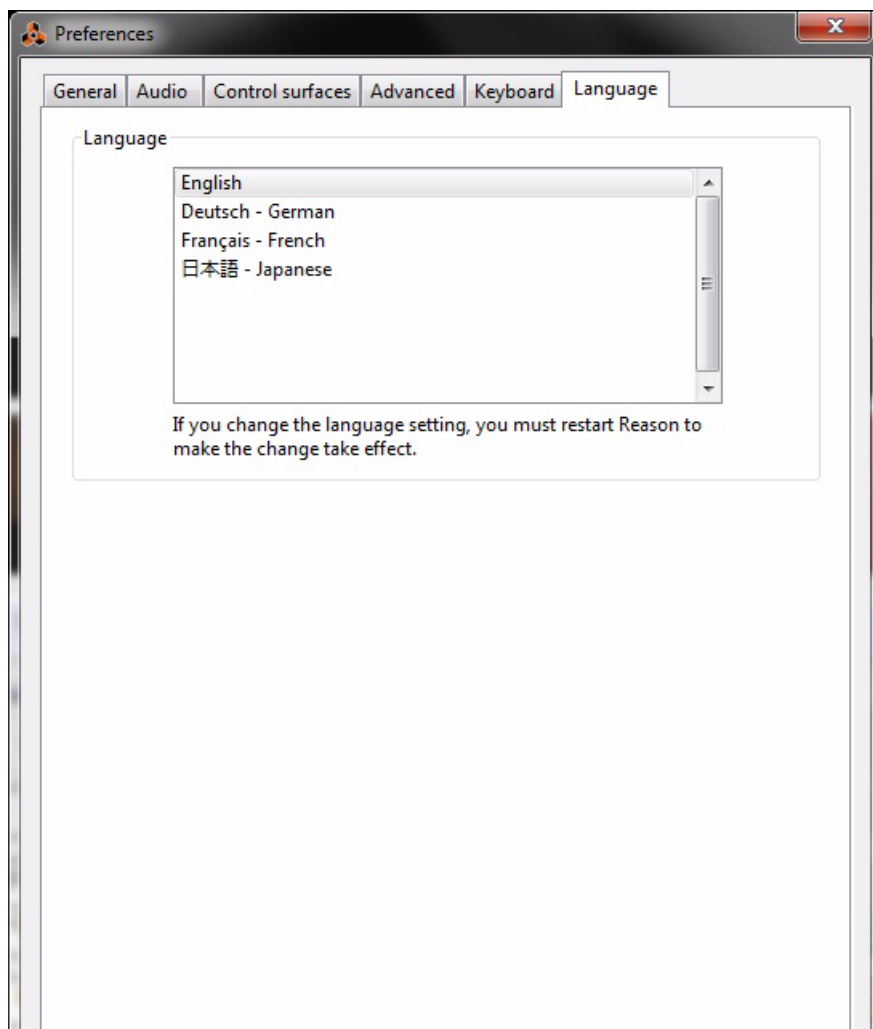 Preferences
General Audio Control surfaces Advanced Keyboard Language
Language
English
Deutsch - German
Français - French
日本語 - Japanese
If you change the language setting, you must restart Reason to
make the change take effect.